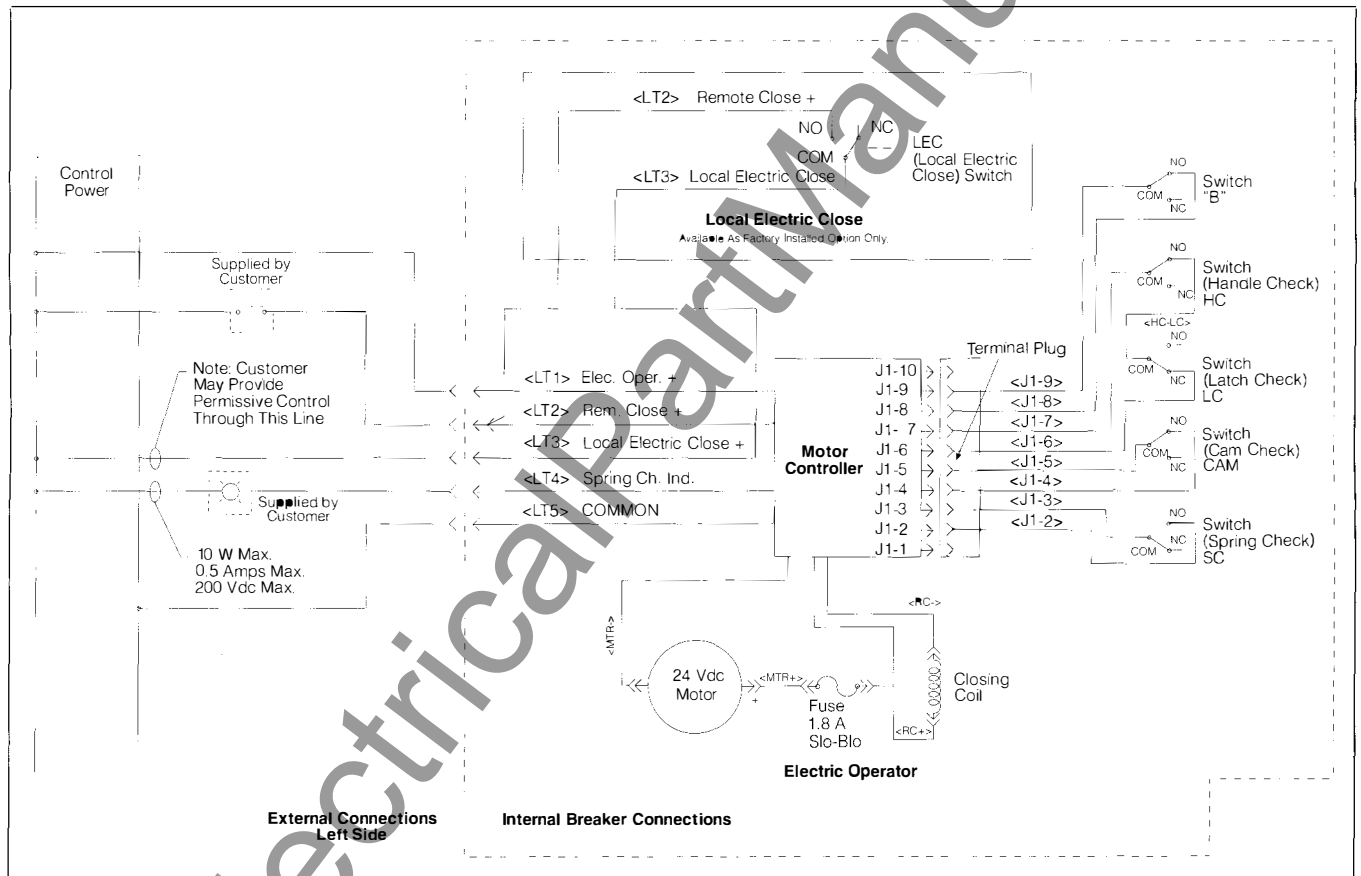 <LT2> Remote Close +
NO
NC
COM
LEC
(Local Electric
Close) Switch
<LT3> Local Electric Close
Local Electric Close
Available As Factory Installed Option Only.
Control
Power
Supplied by
Customer
Note: Customer
May Provide
Permissive Control
Through This Line
Supplied by
Customer
10 W Max.
0.5 Amps Max.
200 Vdc Max.
<LT1> Elec. Oper. +
<LT2> Rem. Close +
<LT3> Local Electric Close +
<LT4> Spring Ch. Ind.
<LT5> COMMON
Motor
Controller
J1-10
J1-9
J1-8
J1- 7
J1-6
J1-5
J1-4
J1-3
J1-2
J1-1
Terminal Plug
<J1-9>
<J1-8>
<J1-7>
<J1-6>
<J1-5>
<J1-4>
<J1-3>
<J1-2>
NO
COM
NC
Switch
"B"
NO
COM
NC
Switch
(Handle Check)
HC
<HC-LC>
NO
COM
NC
Switch
(Latch Check)
LC
NO
COM
NC
Switch
(Cam Check)
CAM
NO
NC
COM
Switch
(Spring Check)
SC
<MTR->
24 Vdc
Motor
+
<MTR+>
Fuse
1.8 A
Slo-Blo
<RC->
Closing
Coil
<RC+>
Electric Operator
External Connections
Left Side
Internal Breaker Connections
ElectricalPartManu